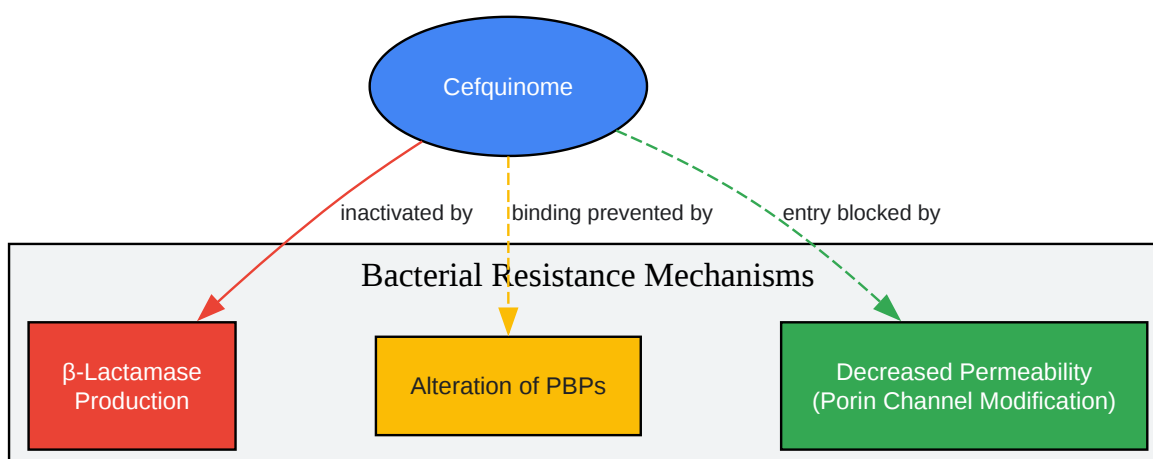 Cefquinome
inactivated by
binding prevented by
entry blocked by
Bacterial Resistance Mechanisms
β-Lactamase
Production
Alteration of PBPs
Decreased Permeability
(Porin Channel Modification)